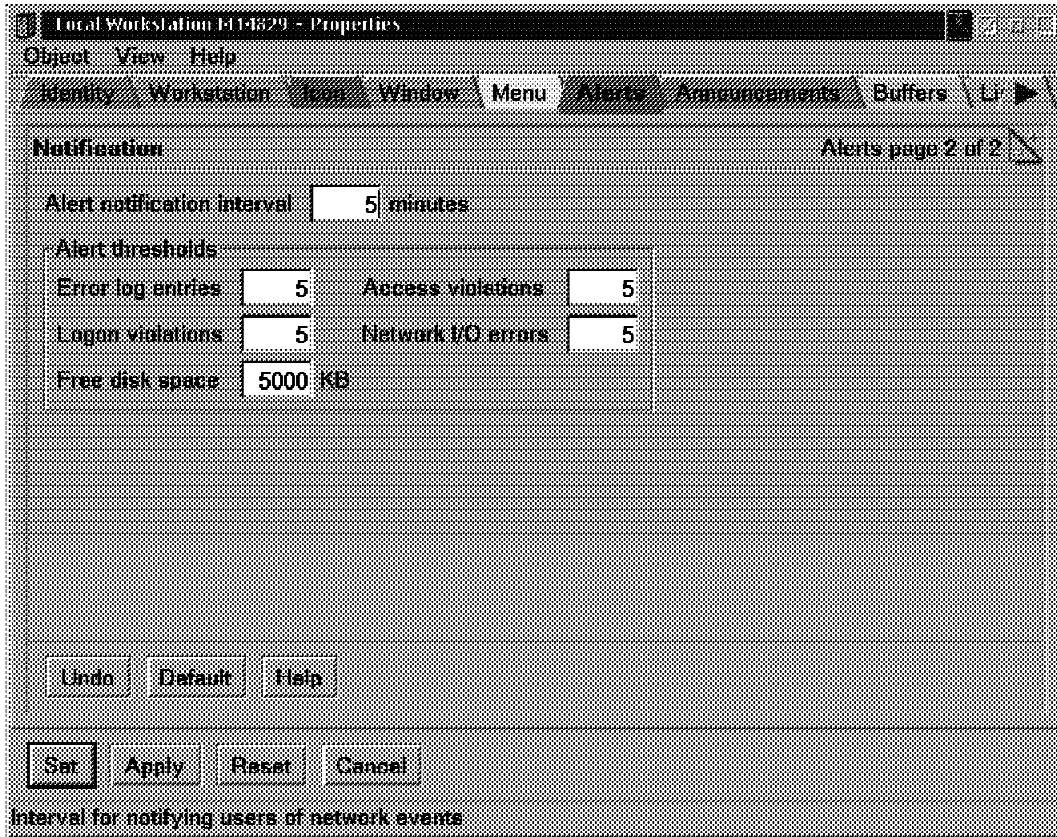 Local Workstation M14829 - Properties
Object View Help
Identity Workstation Icon Window Menu Alerts Announcements Buffers
Notification Alerts page 2 of 2
Alert notification interval 5 minutes
Alert thresholds
Error log entries 5 Access violations 5
Logon violations 5 Network I/O errors 5
Free disk space 5000 KB
Undo Default Help
Set Apply Reset Cancel
Interval for notifying users of network events